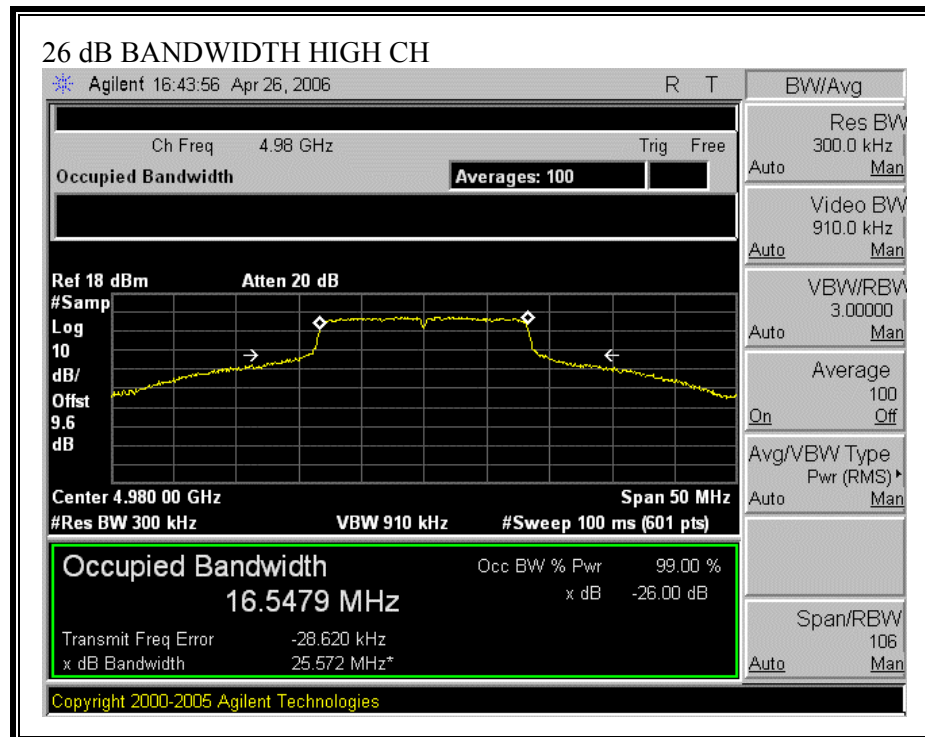 26 dB BANDWIDTH HIGH CH
Agilent 16:43:56 Apr 26, 2006 R T
BW/Avg
Ch Freq 4.98 GHz Trig Free
Occupied Bandwidth Averages: 100
Res BW
300.0 kHz
Auto Man
Video BW
910.0 kHz
Auto Man
Ref 18 dBm Atten 20 dB
#Samp
Log
10
dB/
Offst
9.6
dB
VBW/RBW
3.00000
Auto Man
Average
100
On Off
Avg/VBW Type
Pwr (RMS)
Auto Man
Center 4.980 00 GHz Span 50 MHz
#Res BW 300 kHz VBW 910 kHz #Sweep 100 ms (601 pts)
Occupied Bandwidth Occ BW % Pwr 99.00 %
16.5479 MHz x dB -26.00 dB
Transmit Freq Error -28.620 kHz
x dB Bandwidth 25.572 MHz*
Span/RBW
106
Auto Man
Copyright 2000-2005 Agilent Technologies